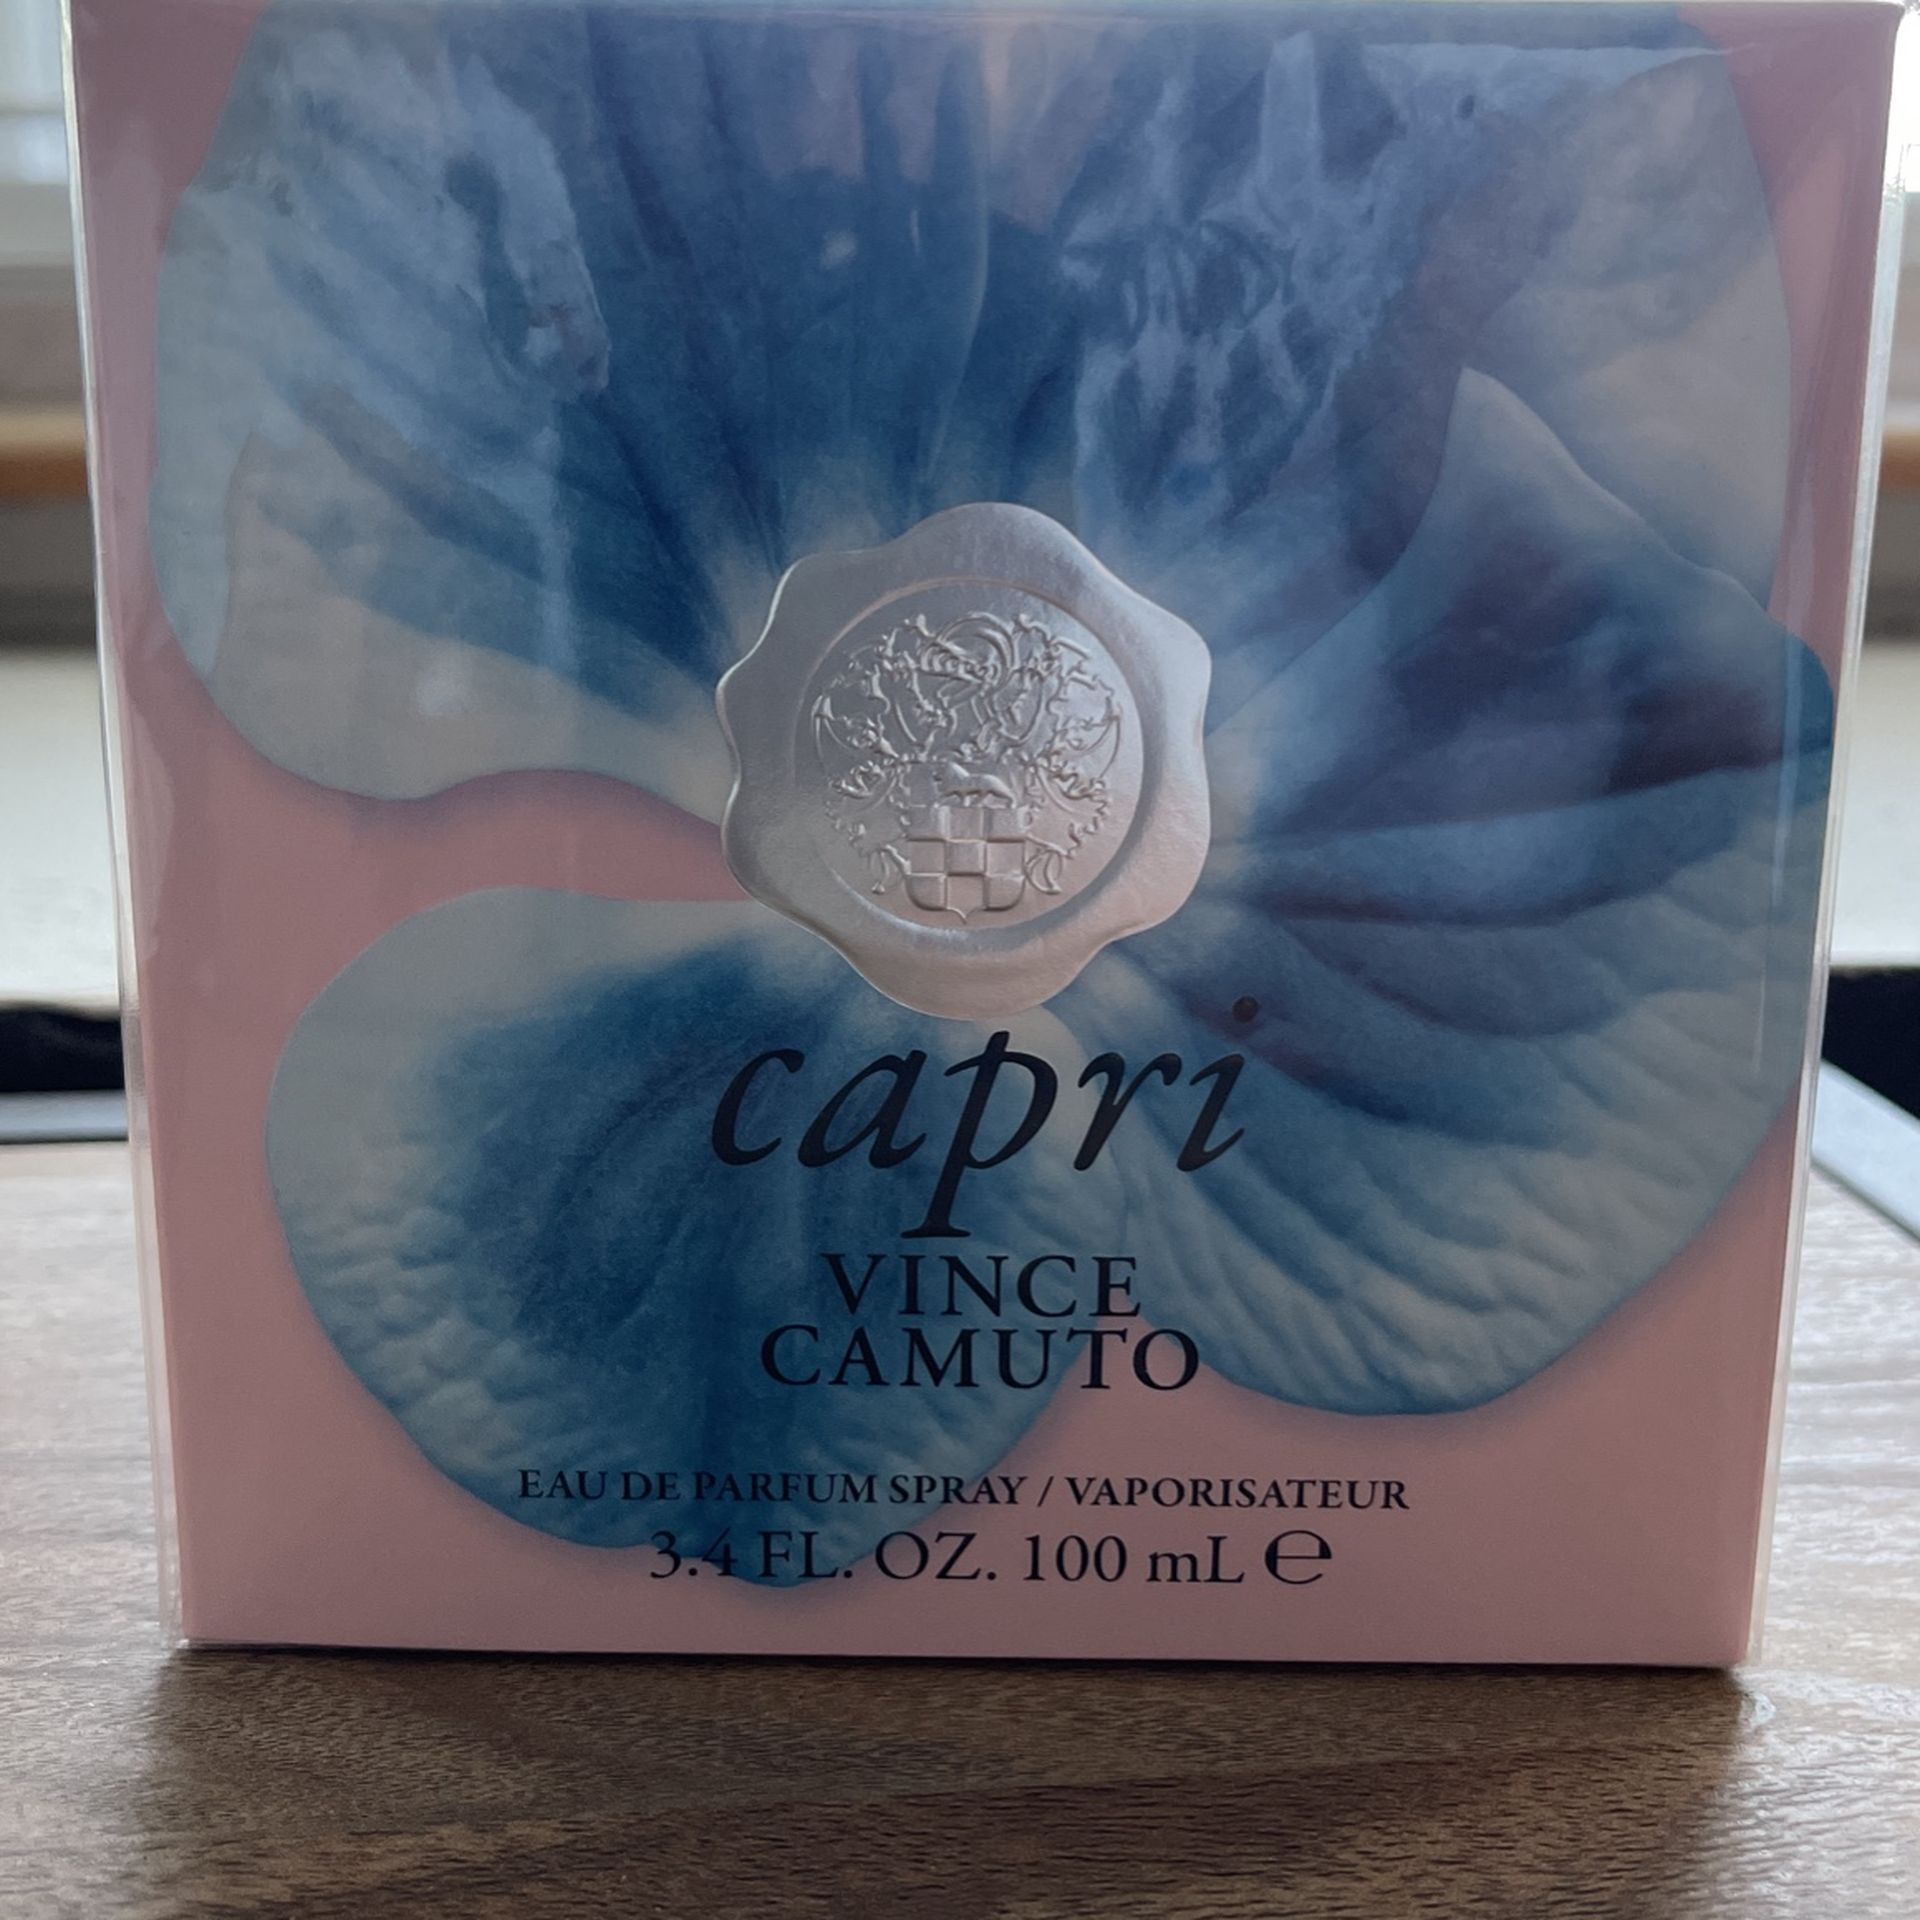 capri
VINCE
CAMUTO
EAU DE PARFUM SPRAY / VAPORISATEUR
3.4 FL. OZ. 100 mL ℮